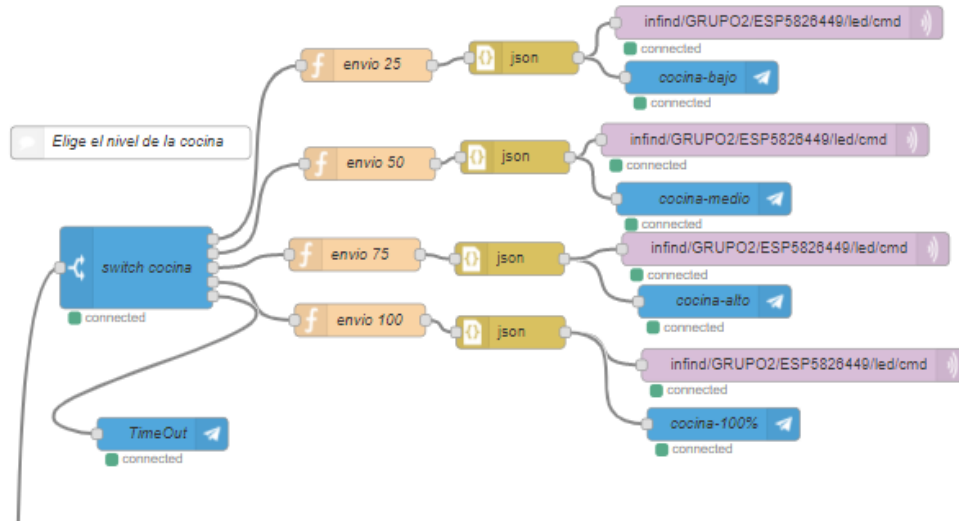 infind/GRUPO2/ESP5826449/led/cmd
connected
envio 25
json
cocina-bajo
connected
Elige el nivel de la cocina
infind/GRUPO2/ESP5826449/led/cmd
connected
envio 50
json
cocina-medio
connected
switch cocina
connected
infind/GRUPO2/ESP5826449/led/cmd
connected
envio 75
json
cocina-alto
connected
envio 100
json
infind/GRUPO2/ESP5826449/led/cmd
connected
cocina-100%
connected
TimeOut
connected